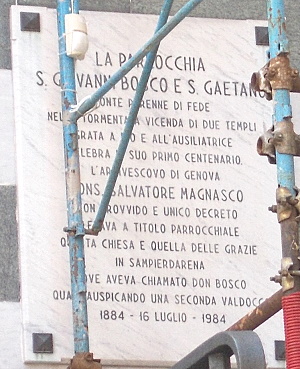 LA PARROCCHIA
S. GIOVANNI BOSCO E S. GAETANO
FONTE PERENNE DI FEDE
NELLA TORMENTATA VICENDA DI DUE TEMPLI
GRATA A DIO E ALL'AUSILIATRICE
CELEBRA IL SUO PRIMO CENTENARIO.
L'ARCIVESCOVO DI GENOVA
MONS. SALVATORE MAGNASCO
CON PROVVIDO E UNICO DECRETO
ELEVAVA A TITOLO PARROCCHIALE
QUESTA CHIESA E QUELLA DELLE GRAZIE
IN SAMPIERDARENA
DOVE AVEVA CHIAMATO DON BOSCO
QUASI AUSPICANDO UNA SECONDA VALDOCCO
1884 - 16 LUGLIO - 1984